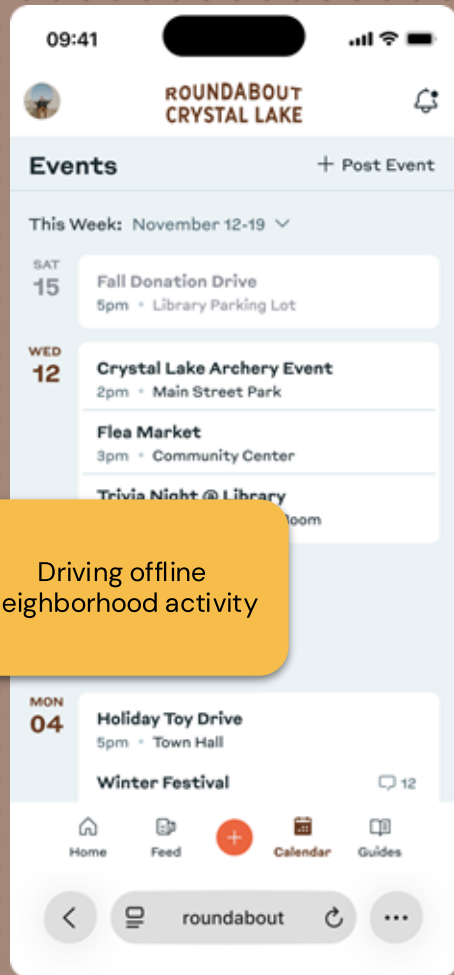 09:41
ROUNDABOUT
CRYSTAL LAKE
Events
+ Post Event
This Week: November 12-19
SAT
15
Fall Donation Drive
5pm • Library Parking Lot
WED
12
Crystal Lake Archery Event
2pm • Main Street Park
Flea Market
3pm • Community Center
Trivia Night @ Library
oom
Driving offline
eighborhood activity
MON
04
Holiday Toy Drive
5pm • Town Hall
Winter Festival
12
Home
Feed
Calendar
Guides
roundabout